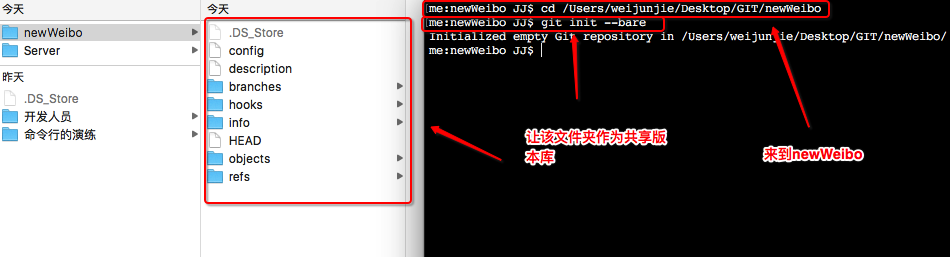 今天
newWeibo
Server
昨天
.DS_Store
开发人员
命令行的演练
今天
.DS_Store
config
description
branches
hooks
info
HEAD
objects
refs
me:newWeibo JJ$ cd /Users/weijunjie/Desktop/GIT/newWeibo
me:newWeibo JJ$ git init --bare
Initialized empty Git repository in /Users/weijunjie/Desktop/GIT/newWeibo/
me:newWeibo JJ$
让该文件夹作为共享版
本库
来到newWeibo